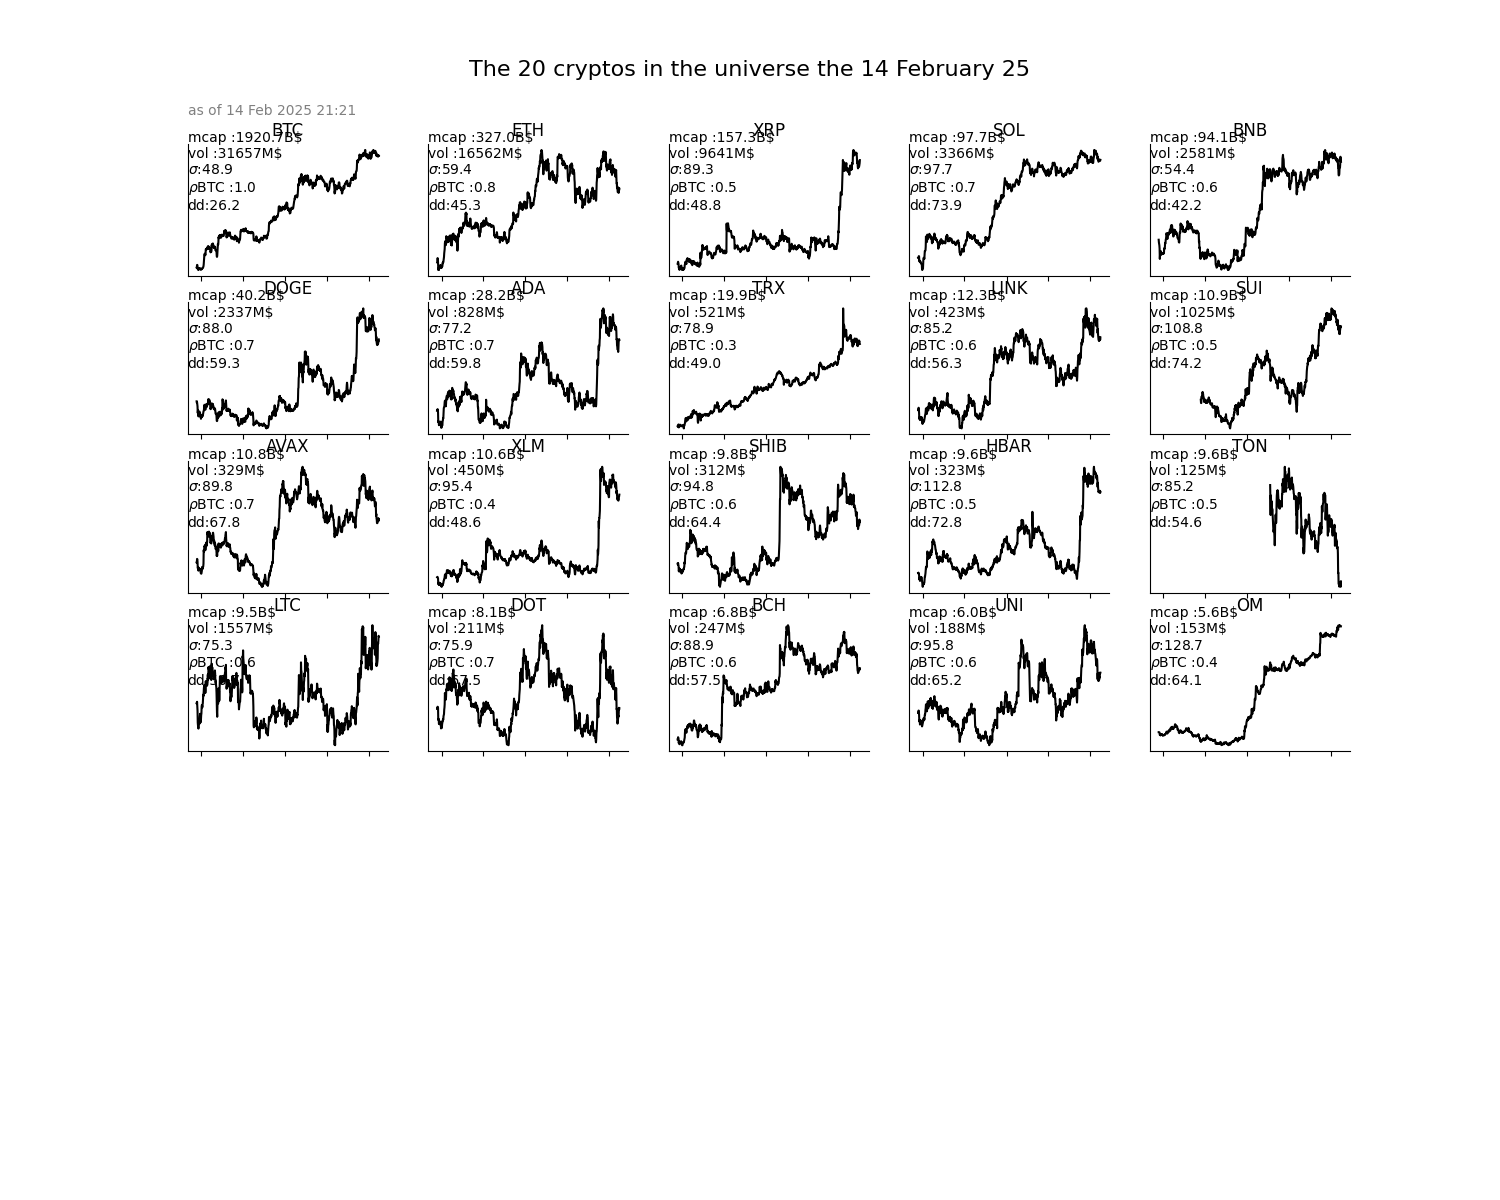 The 20 cryptos in the universe the 14 February 25
as of 14 Feb 2025 21:21
BTC
mcap :1920.7B$
vol :31657M$
σ:48.9
ρBTC :1.0
dd:26.2
ETH
mcap :327.0B$
vol :16562M$
σ:59.4
ρBTC :0.8
dd:45.3
XRP
mcap :157.3B$
vol :9641M$
σ:89.3
ρBTC :0.5
dd:48.8
SOL
mcap :97.7B$
vol :3366M$
σ:97.7
ρBTC :0.7
dd:73.9
BNB
mcap :94.1B$
vol :2581M$
σ:54.4
ρBTC :0.6
dd:42.2
DOGE
mcap :40.2B$
vol :2337M$
σ:88.0
ρBTC :0.7
dd:59.3
ADA
mcap :28.2B$
vol :828M$
σ:77.2
ρBTC :0.7
dd:59.8
TRX
mcap :19.9B$
vol :521M$
σ:78.9
ρBTC :0.3
dd:49.0
LINK
mcap :12.3B$
vol :423M$
σ:85.2
ρBTC :0.6
dd:56.3
SUI
mcap :10.9B$
vol :1025M$
σ:108.8
ρBTC :0.5
dd:74.2
AVAX
mcap :10.8B$
vol :329M$
σ:89.8
ρBTC :0.7
dd:67.8
XLM
mcap :10.6B$
vol :450M$
σ:95.4
ρBTC :0.4
dd:48.6
SHIB
mcap :9.8B$
vol :312M$
σ:94.8
ρBTC :0.6
dd:64.4
HBAR
mcap :9.6B$
vol :323M$
σ:112.8
ρBTC :0.5
dd:72.8
TON
mcap :9.6B$
vol :125M$
σ:85.2
ρBTC :0.5
dd:54.6
LTC
mcap :9.5B$
vol :1557M$
σ:75.3
ρBTC :0.6
DOT
mcap :8.1B$
vol :211M$
σ:75.9
ρBTC :0.7
dd:57.5
BCH
mcap :6.8B$
vol :247M$
σ:88.9
ρBTC :0.6
dd:57.5
UNI
mcap :6.0B$
vol :188M$
σ:95.8
ρBTC :0.6
dd:65.2
OM
mcap :5.6B$
vol :153M$
σ:128.7
ρBTC :0.4
dd:64.1